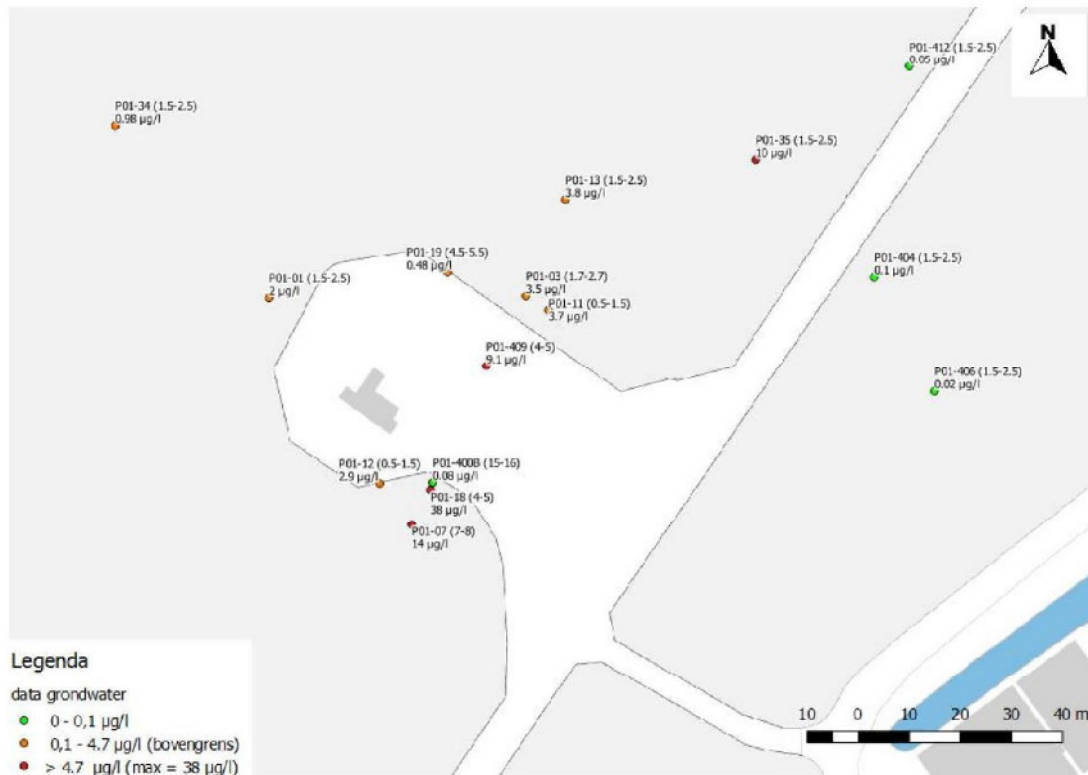 N
P01-412 (1.5-2.5)
0.05 µg/l
P01-34 (1.5-2.5)
0.98 µg/l
P01-35 (1.5-2.5)
10 µg/l
P01-13 (1.5-2.5)
3.8 µg/l
P01-19 (4.5-5.5)
0.48 µg/l
P01-404 (1.5-2.5)
0.1 µg/l
P01-01 (1.5-2.5)
2 µg/l
P01-03 (1.7-2.7)
3.5 µg/l
P01-11 (0.5-1.5)
3.7 µg/l
P01-409 (4-5)
9.1 µg/l
P01-406 (1.5-2.5)
0.02 µg/l
P01-12 (0.5-1.5)
2.9 µg/l
P01-400B (15-16)
0.08 µg/l
P01-18 (4-5)
38 µg/l
P01-07 (7-8)
14 µg/l
Legenda
data grondwater
0 - 0,1 µg/l
0,1 - 4.7 µg/l (bovengrens)
> 4.7 µg/l (max = 38 µg/l)
10 0 10 20 30 40 m